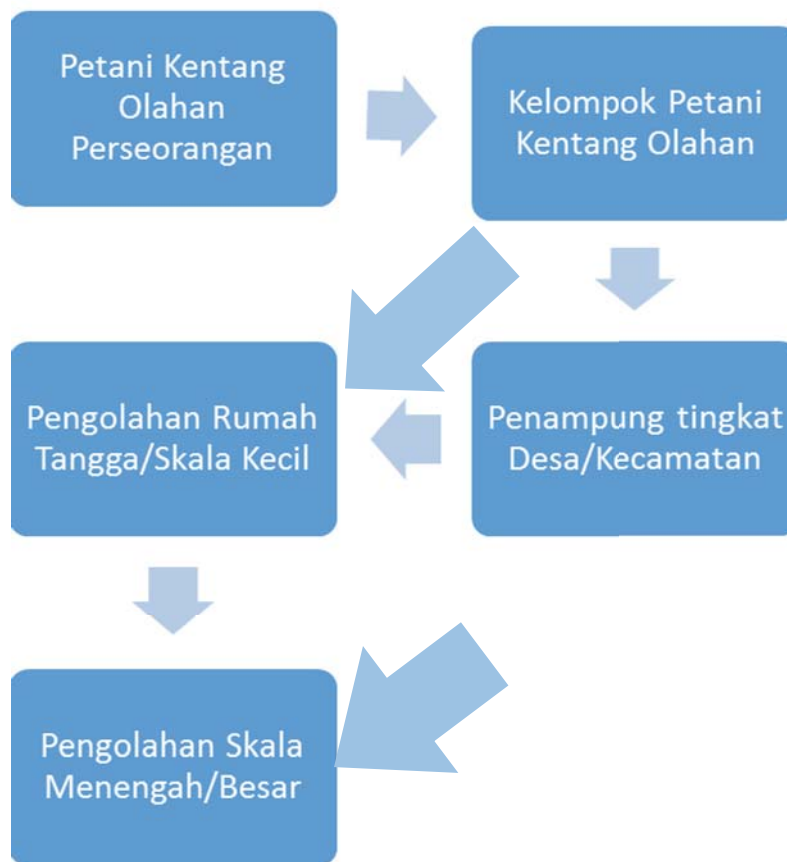 Petani Kentang
Olahan
Perseorangan
Kelompok Petani
Kentang Olahan
Pengolahan Rumah
Tangga/Skala Kecil
Penampung tingkat
Desa/Kecamatan
Pengolahan Skala
Menengah/Besar